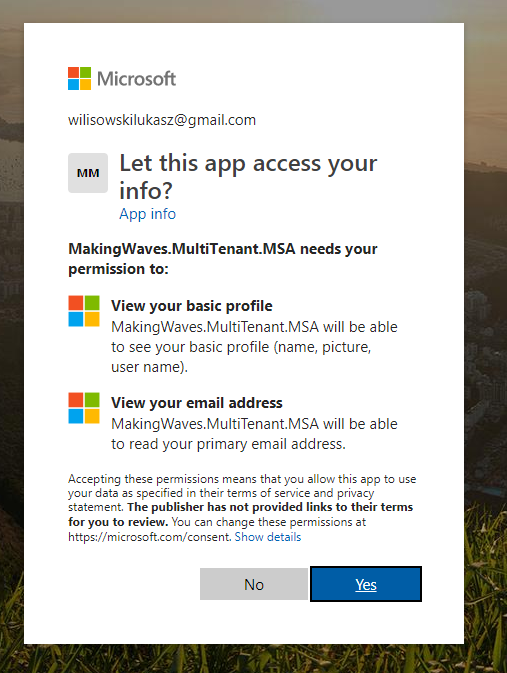 Microsoft
wilisowskilukasz@gmail.com
MM
Let this app access your
info?
App info
MakingWaves.MultiTenant.MSA needs your
permission to:
View your basic profile
MakingWaves.MultiTenant.MSA will be able
to see your basic profile (name, picture,
user name).
View your email address
MakingWaves.MultiTenant.MSA will be able
to read your primary email address.
Accepting these permissions means that you allow this app to use
your data as specified in their terms of service and privacy
statement. The publisher has not provided links to their terms
for you to review. You can change these permissions at
https://microsoft.com/consent. Show details
No
Yes